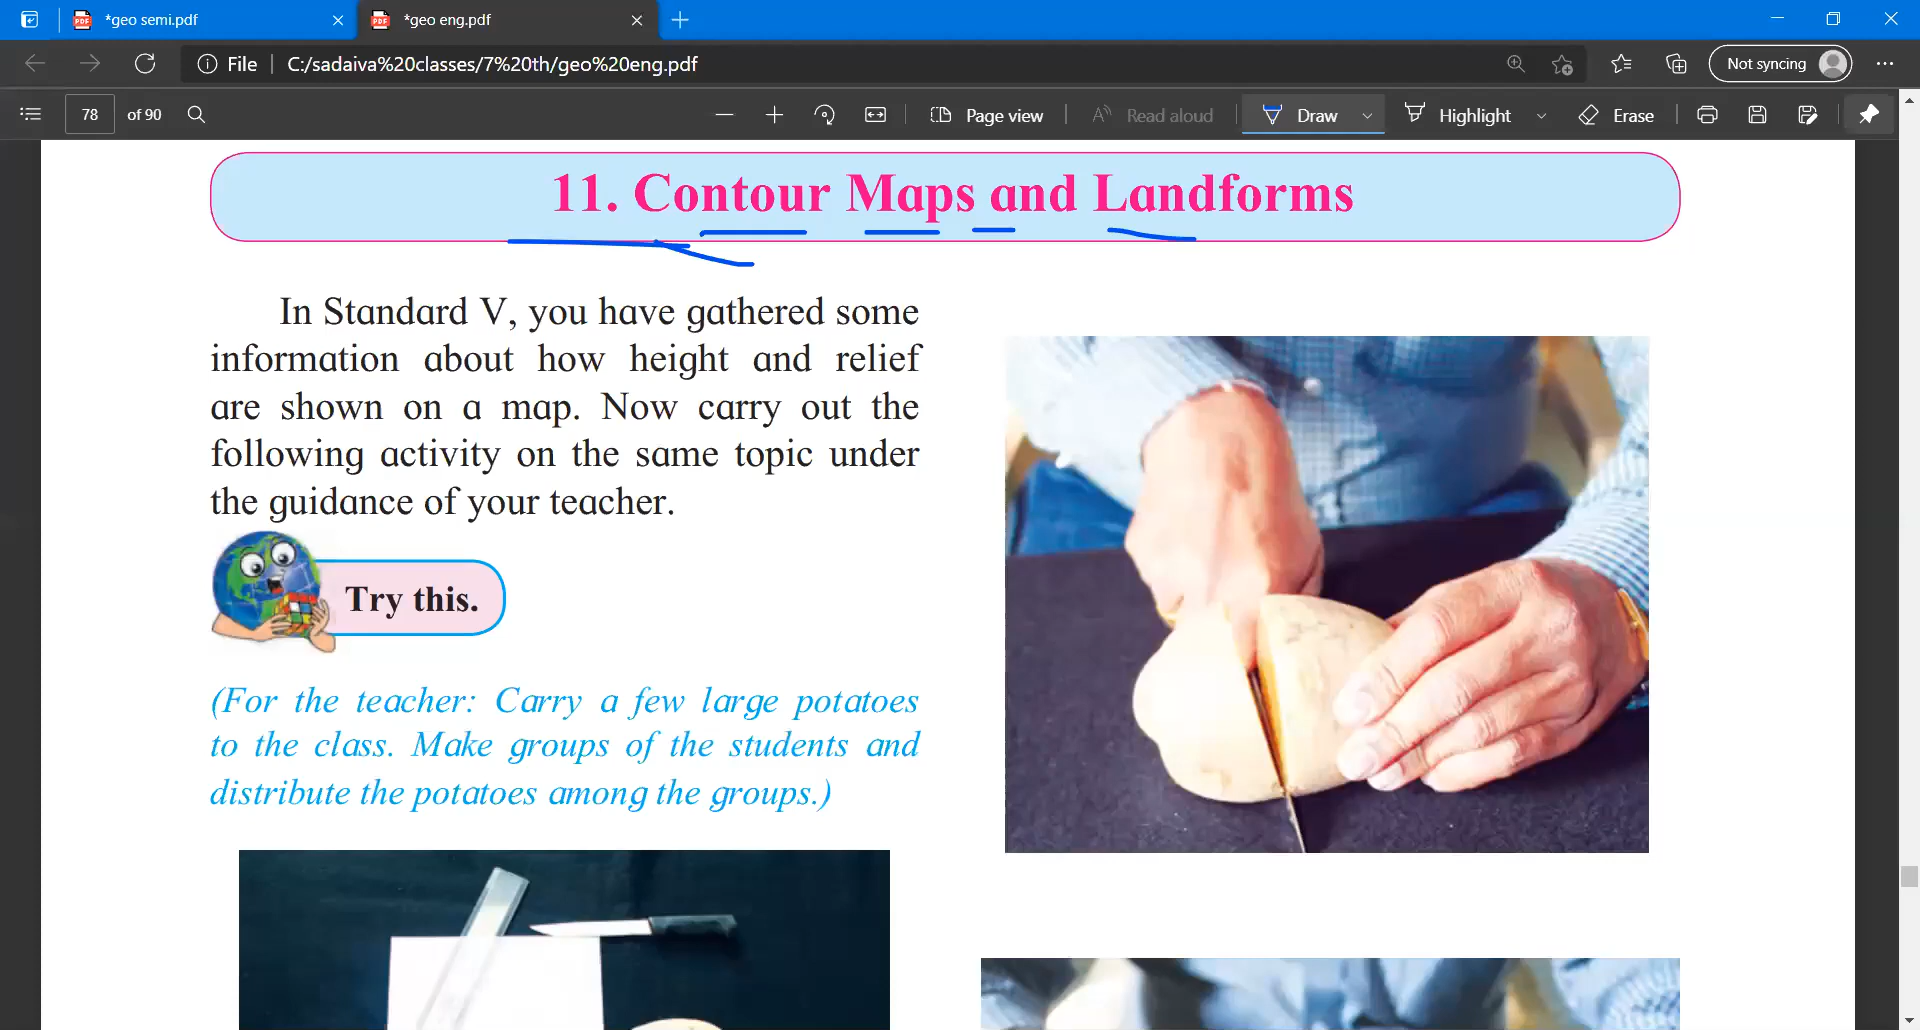 *geo semi.pdf
*geo eng.pdf
File
C:/sadaiva%20classes/7%20th/geo%20eng.pdf
Not syncing
78 of 90
Page view
Read aloud
Draw
Highlight
Erase
11. Contour Maps and Landforms
In Standard V, you have gathered some
information about how height and relief
are shown on a map. Now carry out the
following activity on the same topic under
the guidance of your teacher.
Try this.
(For the teacher: Carry a few large potatoes
to the class. Make groups of the students and
distribute the potatoes among the groups.)